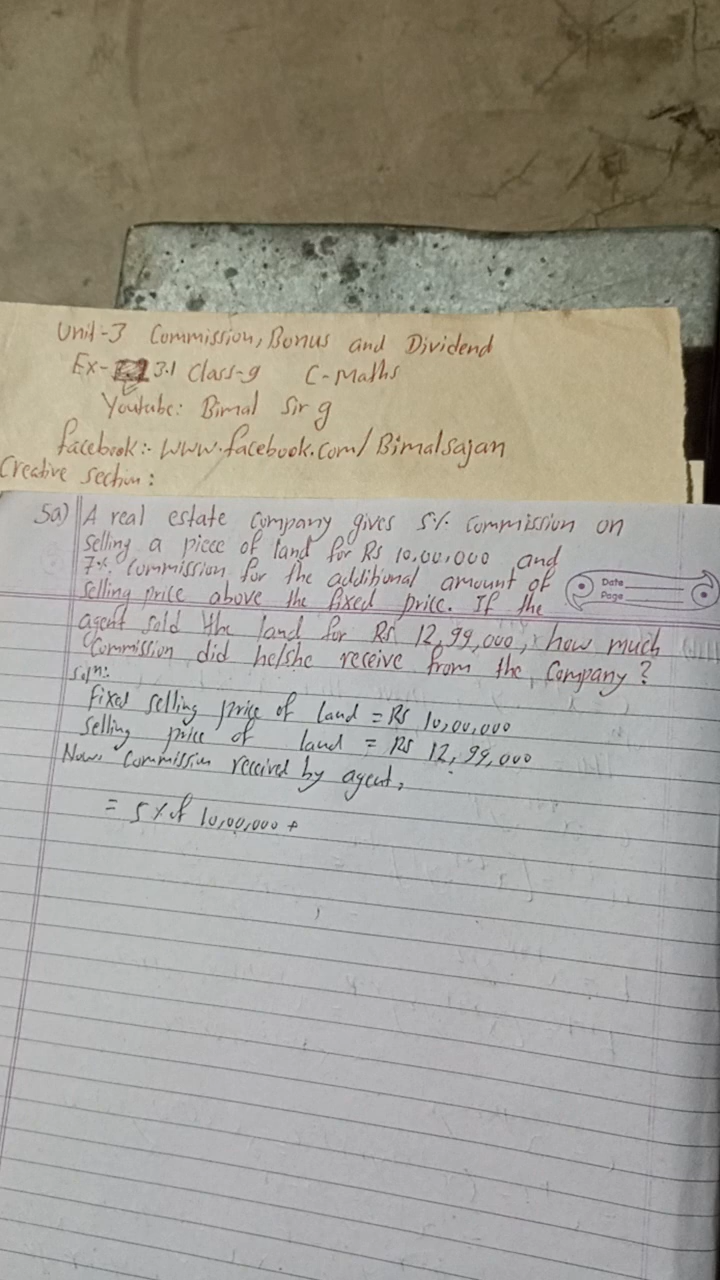 Unit-3 Commission, Bonus and Dividend
Ex- 3.1 Class-9 C-Maths
Youtube: Bimal Sir g
facebook:- www.facebook.com/Bimalsajan
Creative section:
5a) A real estate company gives 5% commission on
selling a piece of land for Rs 10,00,000 and
7% commission for the additional amount of
selling price above the fixed price. If the
agent sold the land for Rs 12,99,000, how much
commission did he/she receive from the Company?
Date
Page
Soln:
Fixed selling price of land = Rs 10,00,000
Selling price of land = Rs 12,99,000
Now, Commission received by agent,
= 5% of 10,00,000 +